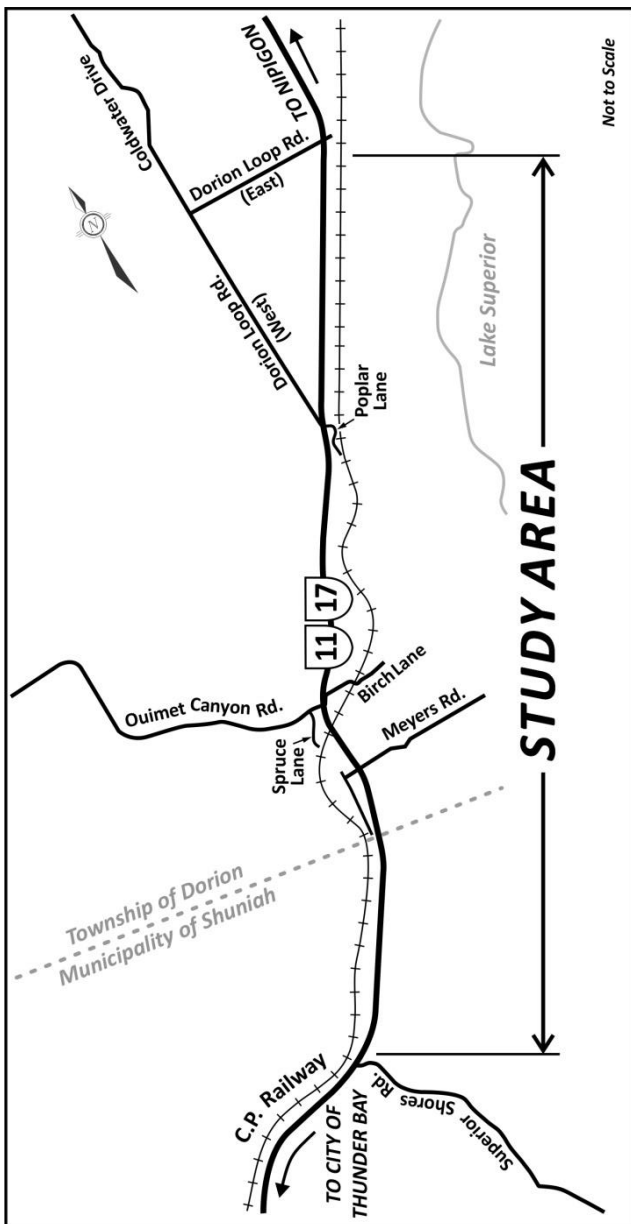 C.P. Railway
TO CITY OF
THUNDER BAY
Superior Shores Rd.
Municipality of Shuniah
Township of Dorion
Ouimet Canyon Rd.
Spruce
Lane
Meyers Rd.
Birch Lane
11
17
Poplar
Lane
Dorion Loop Rd.
(West)
Dorion Loop Rd.
(East)
Coldwater Drive
TO NIPIGON
N
Lake Superior
STUDY AREA
Not to Scale